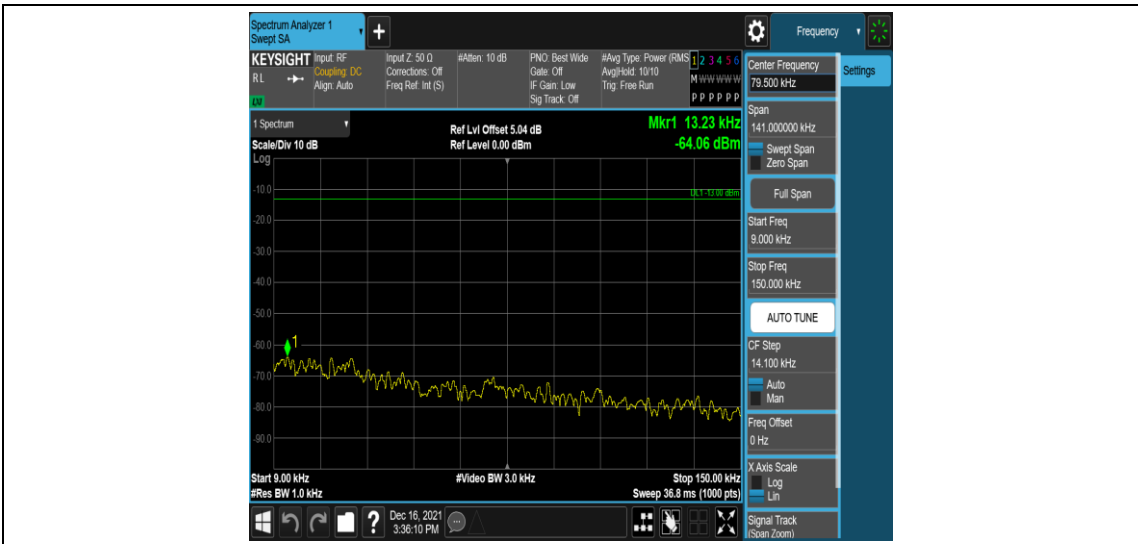 Spectrum Analyzer 1
Swept SA
+
Frequency
KEYSIGHT
RL
LXI
Input: RF
Coupling: DC
Align: Auto
Input Z: 50 Ω
Corrections: Off
Freq Ref: Int (S)
#Atten: 10 dB
PNO: Best Wide
Gate: Off
IF Gain: Low
Sig Track: Off
#Avg Type: Power (RMS
Avg|Hold: 10/10
Trig: Free Run
1 2 3 4 5 6
M W W W W W
P P P P P P
Center Frequency
79.500 kHz
Settings
Span
141.000000 kHz
Swept Span
Zero Span
Full Span
Start Freq
9.000 kHz
Stop Freq
150.000 kHz
AUTO TUNE
CF Step
14.100 kHz
Auto
Man
Freq Offset
0 Hz
X Axis Scale
Log
Lin
Signal Track
(Span Zoom)
1 Spectrum
Scale/Div 10 dB
Log
Ref Lvl Offset 5.04 dB
Ref Level 0.00 dBm
Mkr1 13.23 kHz
-64.06 dBm
DL1 -13.00 dBm
-10.0
-20.0
-30.0
-40.0
-50.0
-60.0
-70.0
-80.0
-90.0
1
Start 9.00 kHz
#Res BW 1.0 kHz
#Video BW 3.0 kHz
Stop 150.00 kHz
Sweep 36.8 ms (1000 pts)
?
Dec 16, 2021
3:36:10 PM